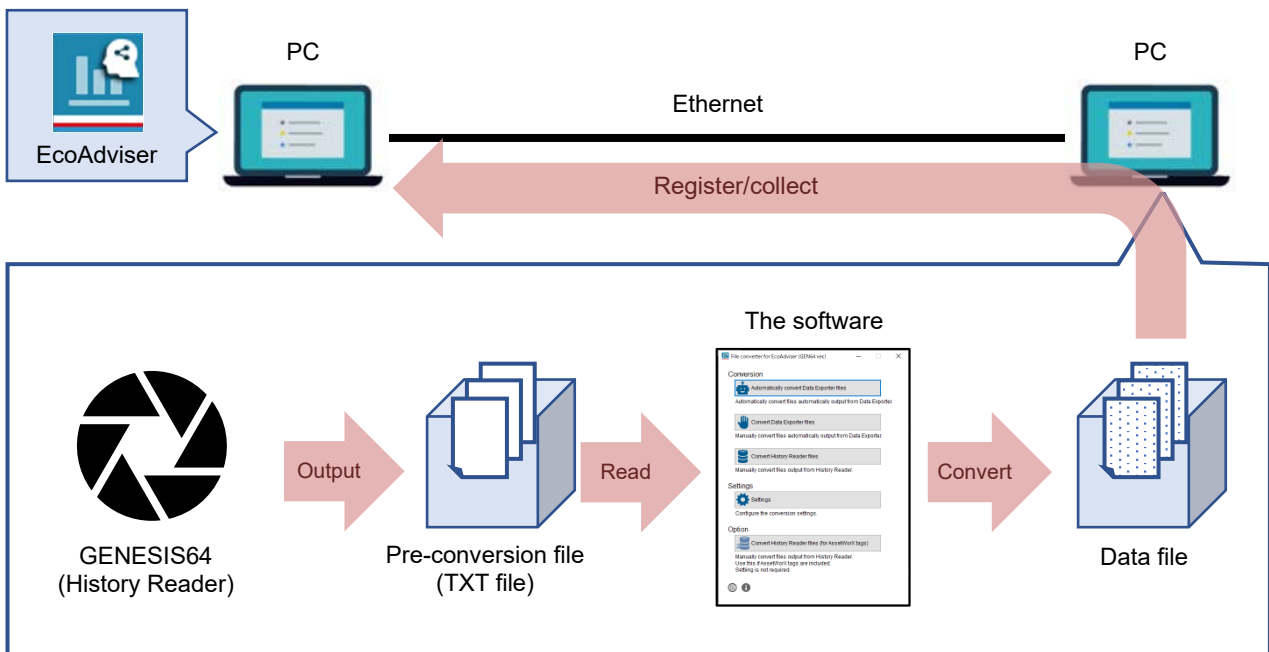 PC
PC
EcoAdviser
Ethernet
Register/collect
The software
File converter for EcoAdviser (GEN64 ver.)
Conversion
Automatically convert Data Exporter files
Automatically convert files automatically output from Data Exporter.
Convert Data Exporter files
Manually convert files automatically output from Data Exporter.
Convert History Reader files
Manually convert files output from History Reader.
Settings
Settings
Configure the conversion settings.
Option
Convert History Reader files (for AssetWorX tags)
Manually convert files output from History Reader.
Use this if AssetWorX tags are included.
Setting is not required.
Output
Read
Convert
GENESIS64
(History Reader)
Pre-conversion file
(TXT file)
Data file